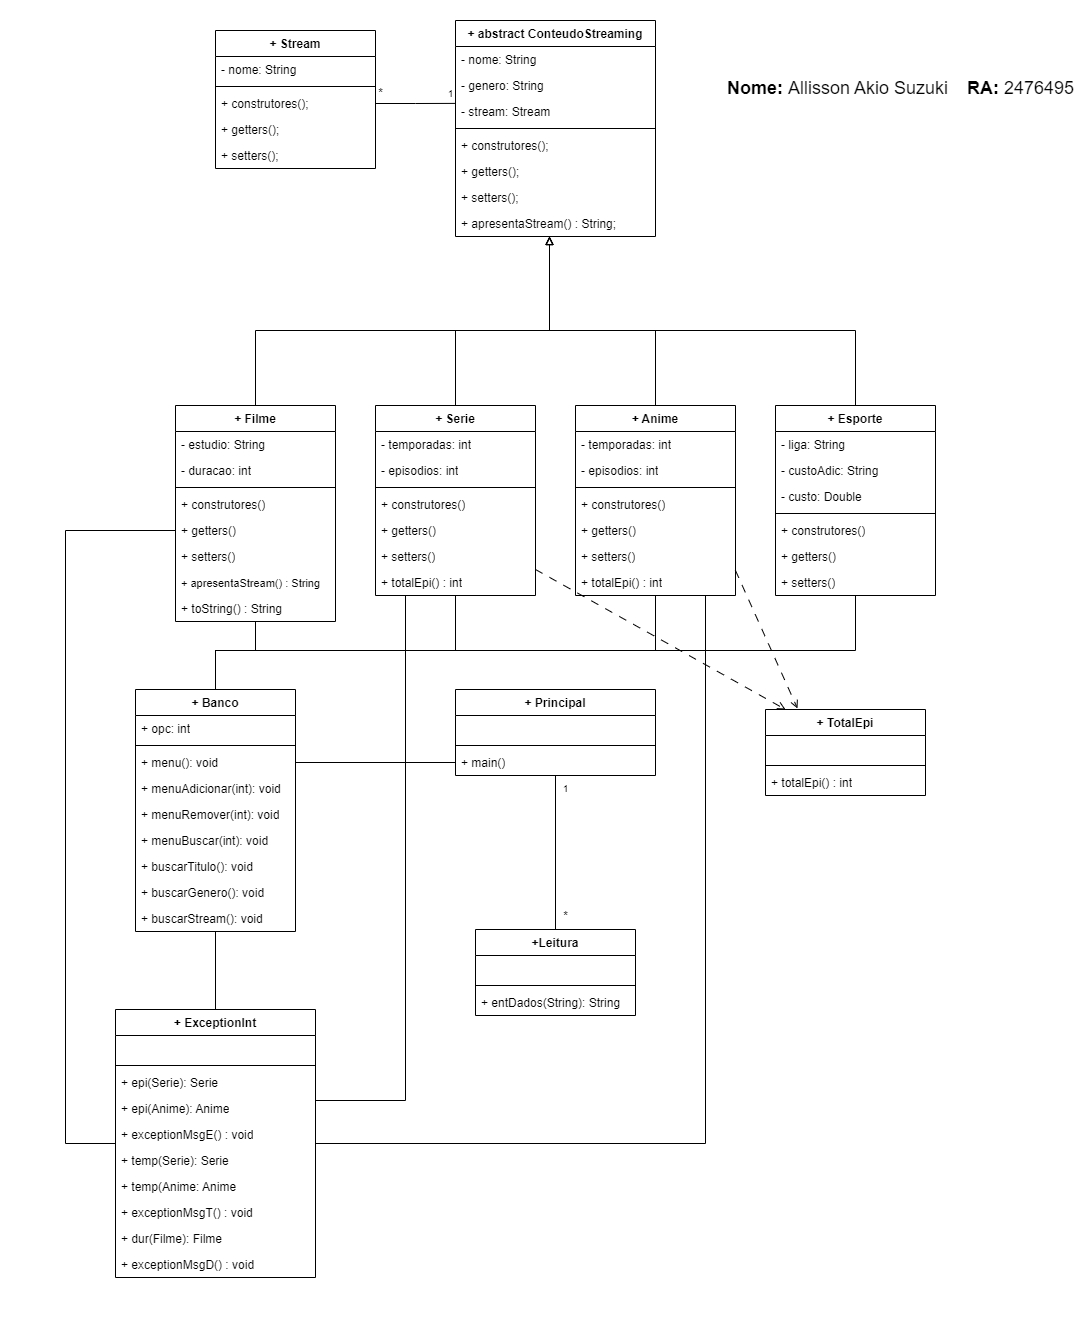 + Stream
- nome: String
+ construtores();
+ getters();
+ setters();
*
1
+ abstract ConteudoStreaming
- nome: String
- genero: String
- stream: Stream
+ construtores();
+ getters();
+ setters();
+ apresentaStream() : String;
Nome: Allisson Akio Suzuki RA: 2476495
+ Filme
- estudio: String
- duracao: int
+ construtores()
+ getters()
+ setters()
+ apresentaStream() : String
+ toString() : String
+ Serie
- temporadas: int
- episodios: int
+ construtores()
+ getters()
+ setters()
+ totalEpi() : int
+ Anime
- temporadas: int
- episodios: int
+ construtores()
+ getters()
+ setters()
+ totalEpi() : int
+ Esporte
- liga: String
- custoAdic: String
- custo: Double
+ construtores()
+ getters()
+ setters()
+ Banco
+ opc: int
+ menu(): void
+ menuAdicionar(int): void
+ menuRemover(int): void
+ menuBuscar(int): void
+ buscarTitulo(): void
+ buscarGenero(): void
+ buscarStream(): void
+ Principal
+ main()
1
*
+ TotalEpi
+ totalEpi() : int
+Leitura
+ entDados(String): String
+ ExceptionInt
+ epi(Serie): Serie
+ epi(Anime): Anime
+ exceptionMsgE() : void
+ temp(Serie): Serie
+ temp(Anime: Anime
+ exceptionMsgT() : void
+ dur(Filme): Filme
+ exceptionMsgD() : void